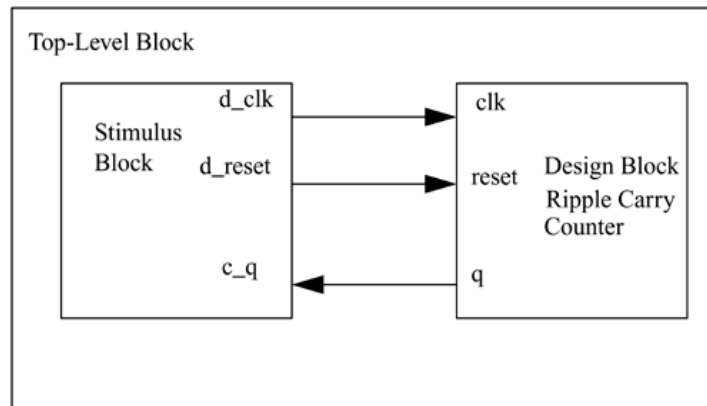 Top-Level Block
d_clk
clk
Stimulus
Block
d_reset
reset
Design Block
Ripple Carry
Counter
c_q
q